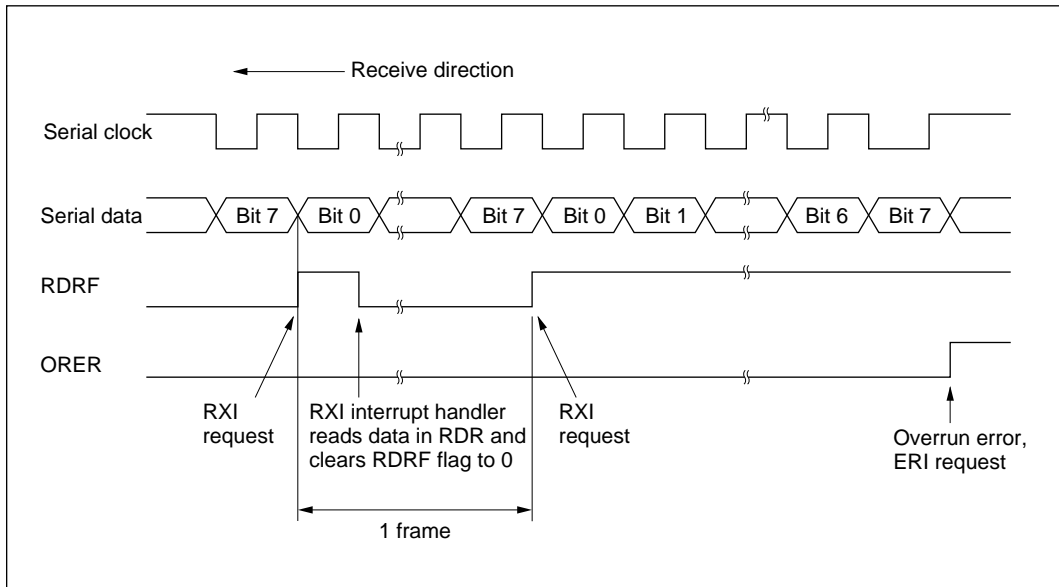 Receive direction
Serial clock
Serial data
Bit 7
Bit 0
Bit 7
Bit 0
Bit 1
Bit 6
Bit 7
RDRF
ORER
RXI
request
RXI interrupt handler
reads data in RDR and
clears RDRF flag to 0
RXI
request
Overrun error,
ERI request
1 frame